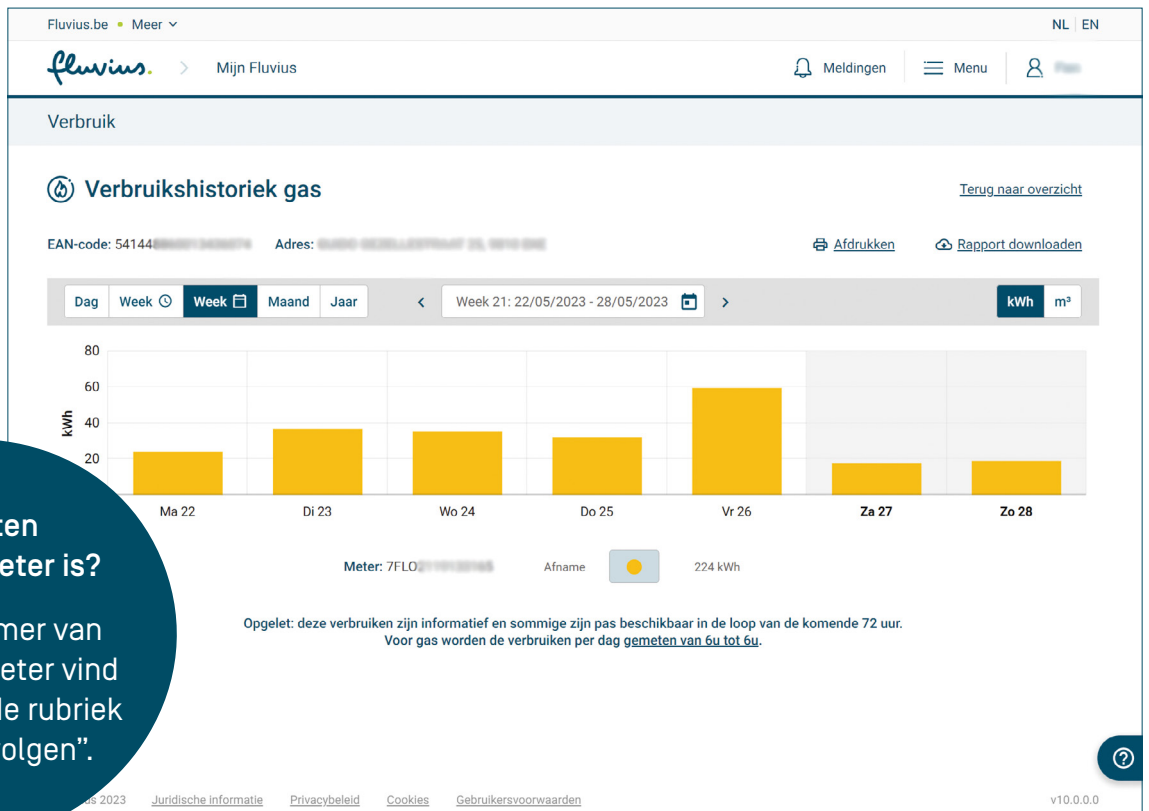 Fluvius.be • Meer
NL EN
fluvius. > Mijn Fluvius
Meldingen Menu
Verbruik
Verbruikshistoriek gas
Terug naar overzicht
EAN-code: 54144 Adres:
Afdrukken Rapport downloaden
Dag Week Week Maand Jaar < Week 21: 22/05/2023 - 28/05/2023 > kWh m³
80
60
40
20
kWh
Ma 22 Di 23 Wo 24 Do 25 Vr 26 Za 27 Zo 28
Meter: 7FLO Afname 224 kWh
Opgelet: deze verbruiken zijn informatief en sommige zijn pas beschikbaar in de loop van de komende 72 uur.
Voor gas worden de verbruiken per dag gemeten van 6u tot 6u.
ten
eter is?
mer van
eter vind
de rubriek
olgen”.
2023 Juridische informatie Privacybeleid Cookies Gebruikersvoorwaarden
v10.0.0.0